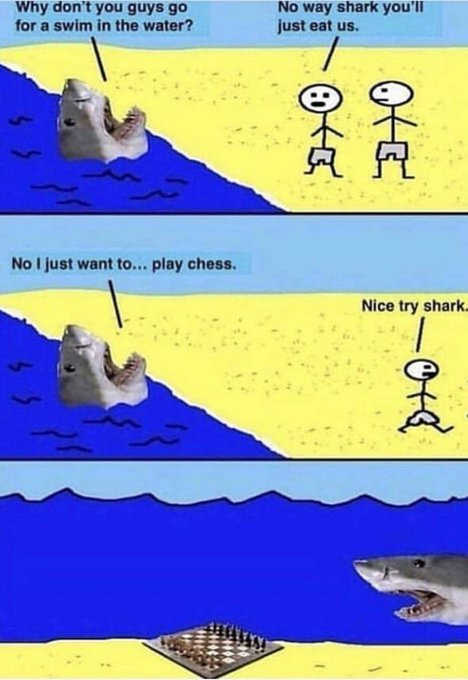 Why don't you guys go
for a swim in the water?
No way shark you'll
just eat us.
No I just want to... play chess.
Nice try shark.